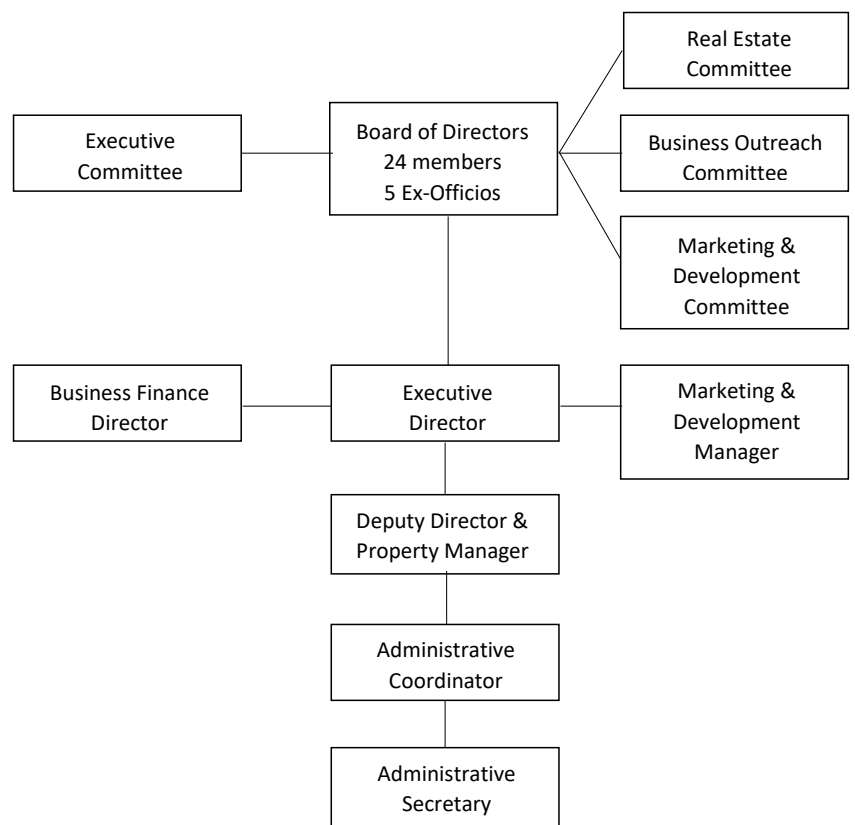 Real Estate
Committee
Executive
Committee
Board of Directors
24 members
5 Ex-Officios
Business Outreach
Committee
Marketing &
Development
Committee
Business Finance
Director
Executive
Director
Marketing &
Development
Manager
Deputy Director &
Property Manager
Administrative
Coordinator
Administrative
Secretary